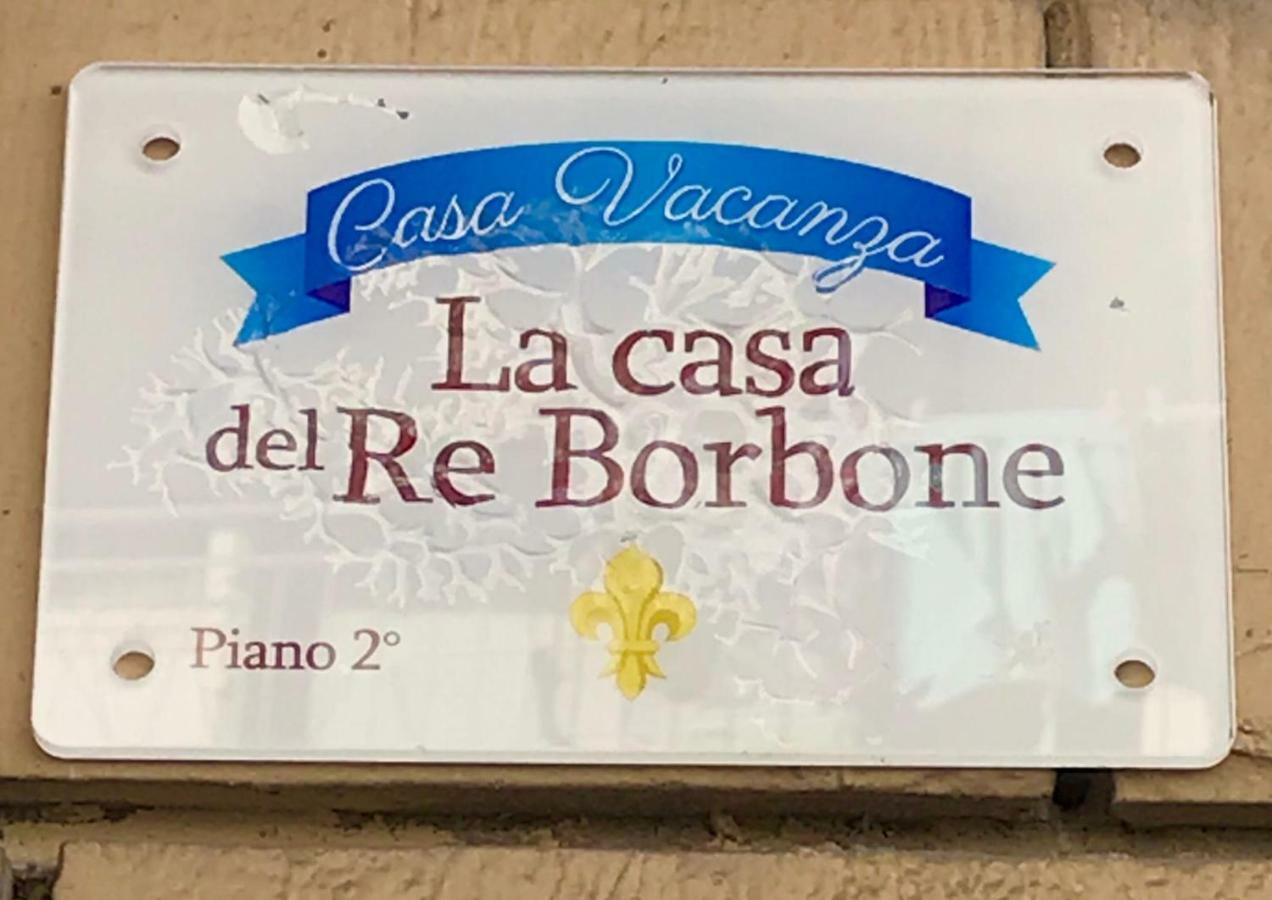 Casa Vacanza
La casa
del Re Borbone
Piano 2°